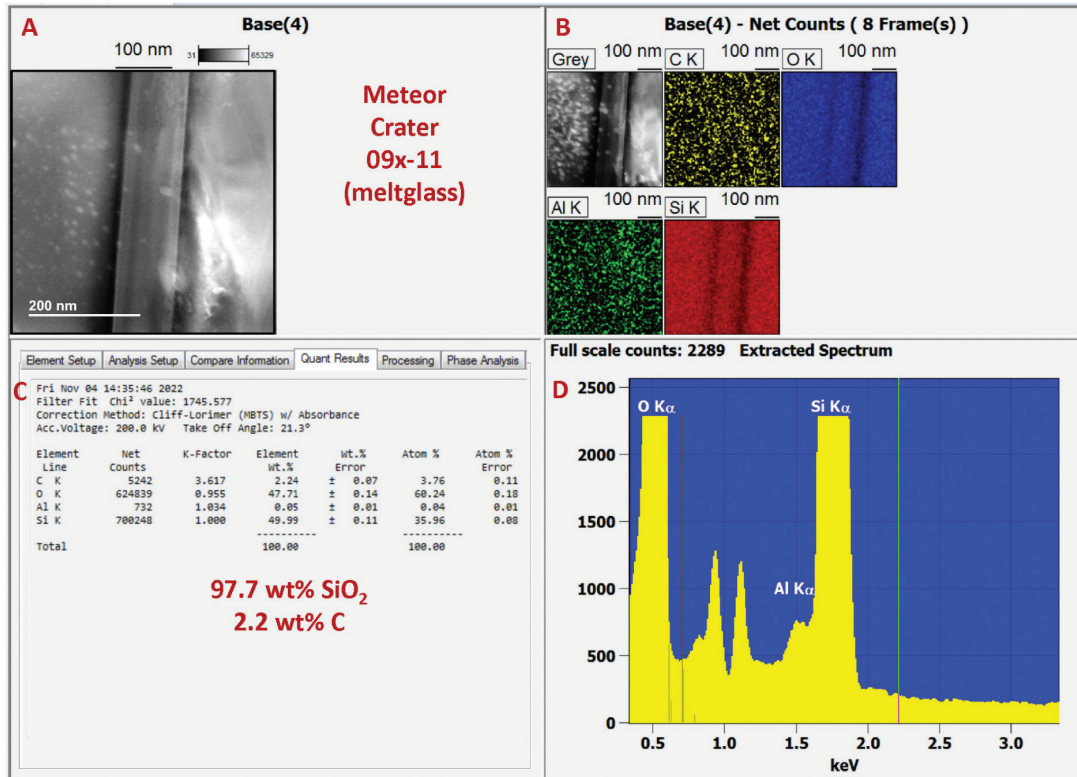 A
Base(4)
100 nm
31
65329
Meteor
Crater
09x-11
(meltglass)
200 nm
B
Base(4) - Net Counts ( 8 Frame(s) )
100 nm
100 nm
100 nm
Grey
C K
O K
100 nm
100 nm
Al K
Si K
C
Element Setup Analysis Setup Compare Information Quant Results Processing Phase Analysis
Fri Nov 04 14:35:46 2022
Filter Fit Chi² value: 1745.577
Correction Method: Cliff-Lorimer (MBTS) w/ Absorbance
Acc.Voltage: 200.0 kV Take Off Angle: 21.3°
Element Net K-Factor Element Wt.% Atom % Atom %
Line Counts Wt.% Error Error
C K 5242 3.617 2.24 ± 0.07 3.76 0.11
O K 624839 0.955 47.71 ± 0.14 60.24 0.18
Al K 732 1.034 0.05 ± 0.01 0.04 0.01
Si K 700248 1.000 49.99 ± 0.11 35.96 0.08
---------- ----------
Total 100.00 100.00
97.7 wt% SiO₂
2.2 wt% C
Full scale counts: 2289 Extracted Spectrum
D
2500
2000
1500
1000
500
0
O Kα
Si Kα
Al Kα
0.5 1.0 1.5 2.0 2.5 3.0
keV